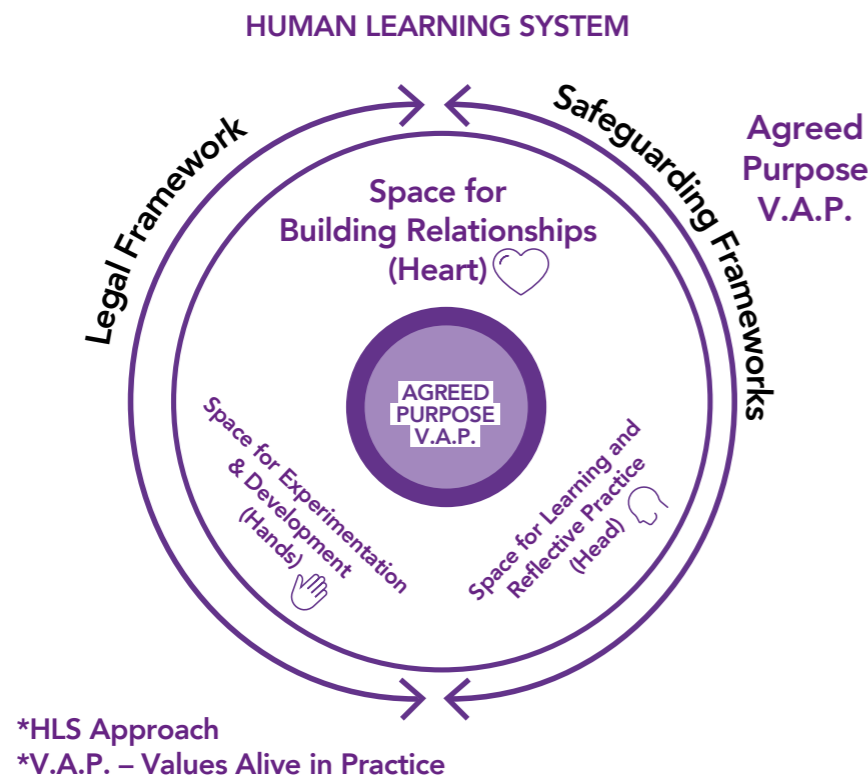 HUMAN LEARNING SYSTEM
Legal Framework
Safeguarding Frameworks
Agreed
Purpose
V.A.P.
Space for
Building Relationships
(Heart)
AGREED
PURPOSE
V.A.P.
Space for Experimentation
& Development
(Hands)
Space for Learning and
Reflective Practice
(Head)
*HLS Approach
*V.A.P. – Values Alive in Practice